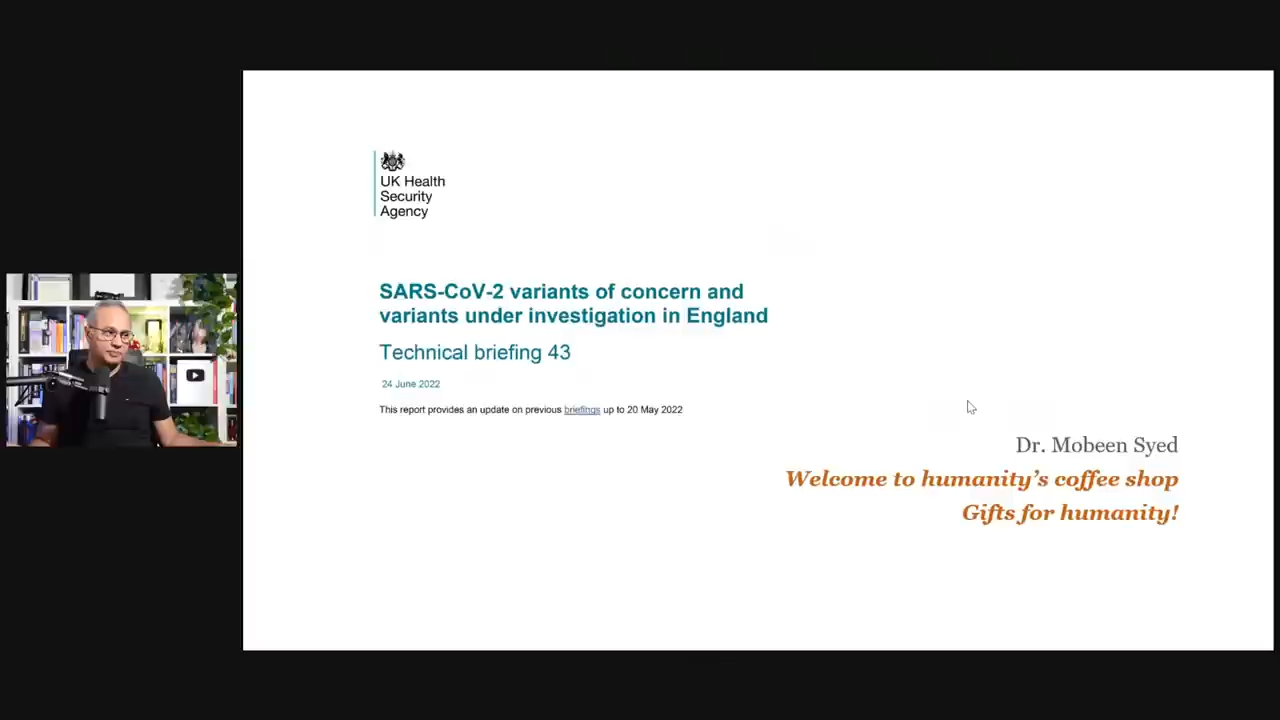 UK Health
Security
Agency
SARS-CoV-2 variants of concern and
variants under investigation in England
Technical briefing 43
24 June 2022
This report provides an update on previous briefings up to 20 May 2022
Dr. Mobeen Syed
Welcome to humanity’s coffee shop
Gifts for humanity!